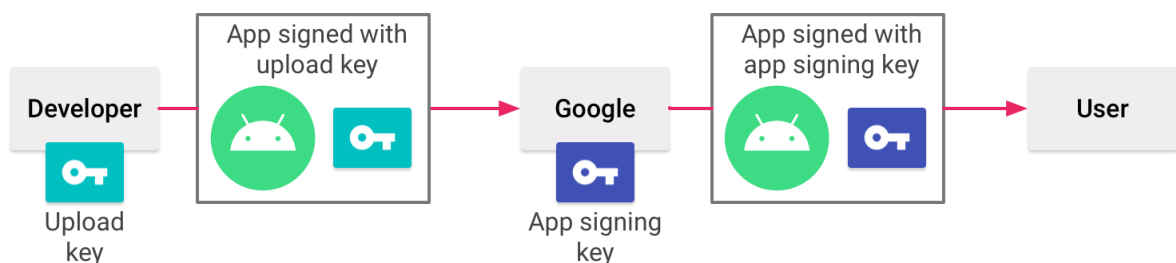 App signed with
upload key
App signed with
app signing key
Developer
Google
User
Upload
key
App signing
key